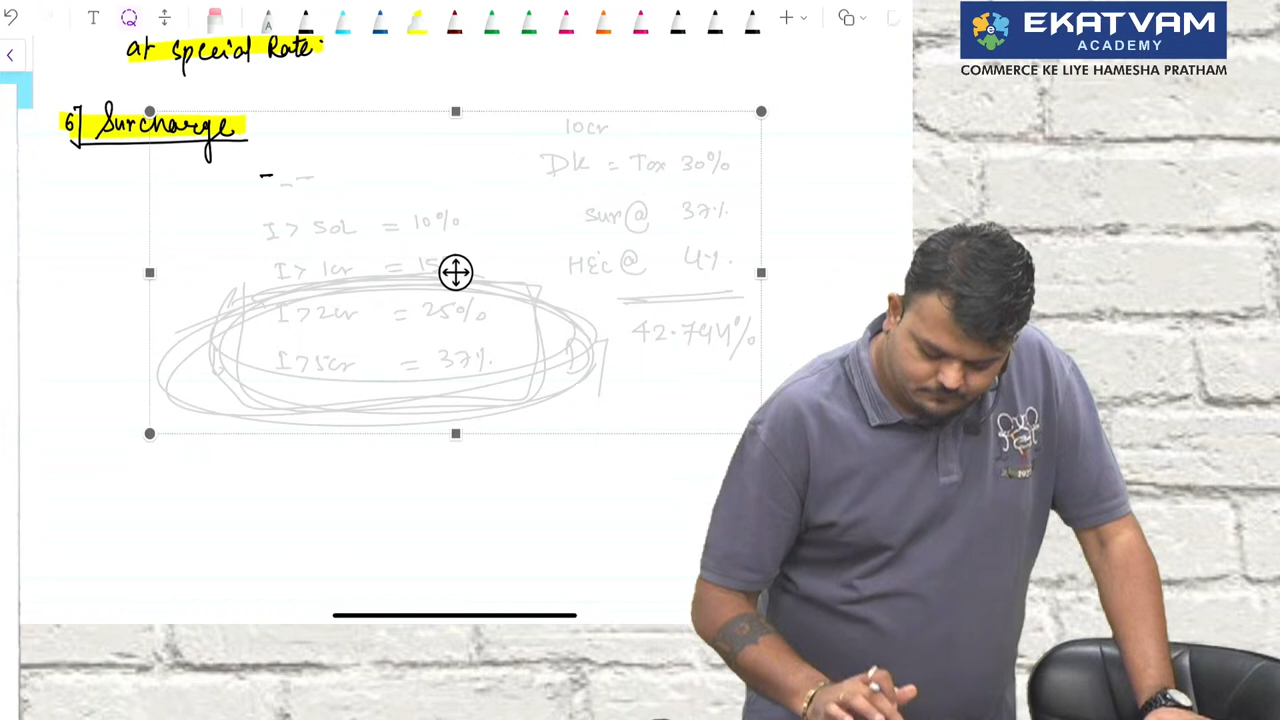 EKATVAM
ACADEMY
COMMERCE KE LIYE HAMESHA PRATHAM
T
A
at special Rate.
6] Surcharge
10cr
= Tax 30%
Sur@ 37%.
I > 50L = 10%
HEC @ 4%.
I > 1cr = 15
I > 2cr = 25%
42.744%
I > 5cr = 37%.